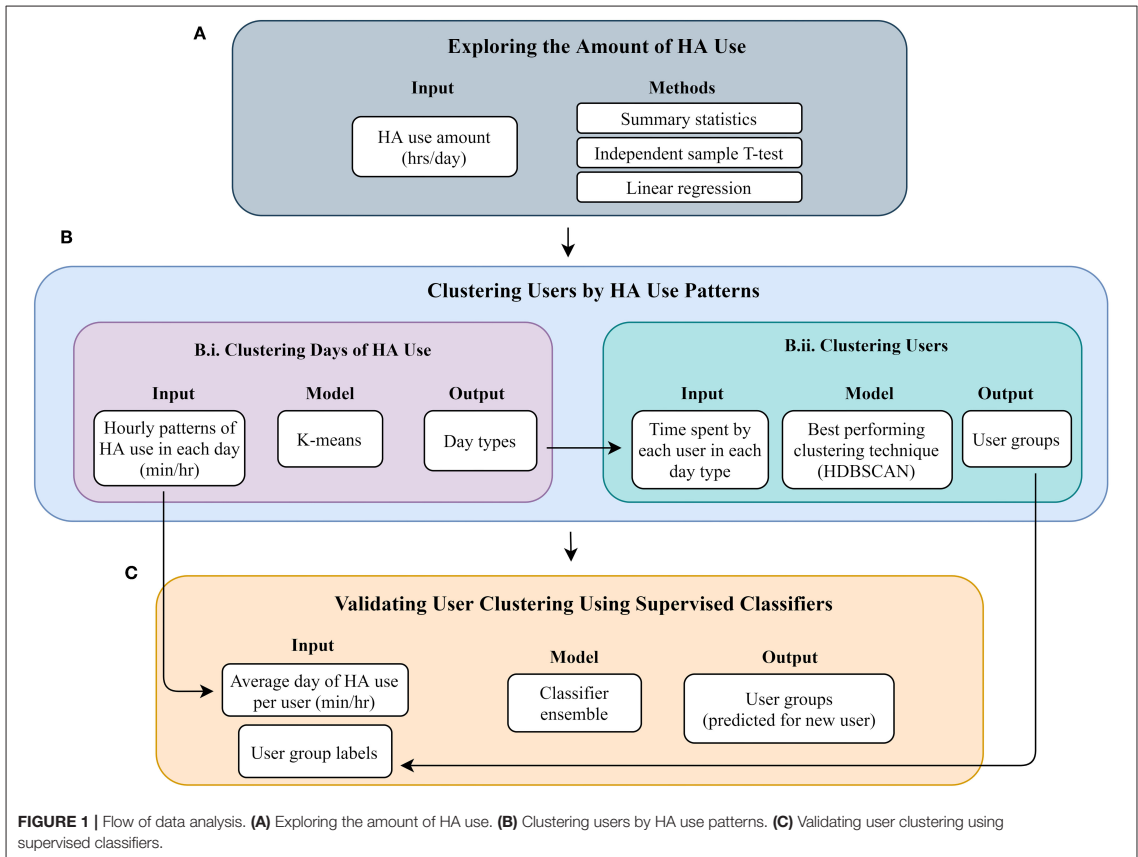 A
Exploring the Amount of HA Use
Input
Methods
HA use amount
(hrs/day)
Summary statistics
Independent sample T-test
Linear regression
B
Clustering Users by HA Use Patterns
B.i. Clustering Days of HA Use
Input
Model
Output
Hourly patterns of
HA use in each day
(min/hr)
K-means
Day types
B.ii. Clustering Users
Input
Model
Output
Time spent by
each user in each
day type
Best performing
clustering technique
(HDBSCAN)
User groups
C
Validating User Clustering Using Supervised Classifiers
Input
Model
Output
Average day of HA use
per user (min/hr)
User group labels
Classifier
ensemble
User groups
(predicted for new user)
FIGURE 1 | Flow of data analysis. (A) Exploring the amount of HA use. (B) Clustering users by HA use patterns. (C) Validating user clustering using
supervised classifiers.